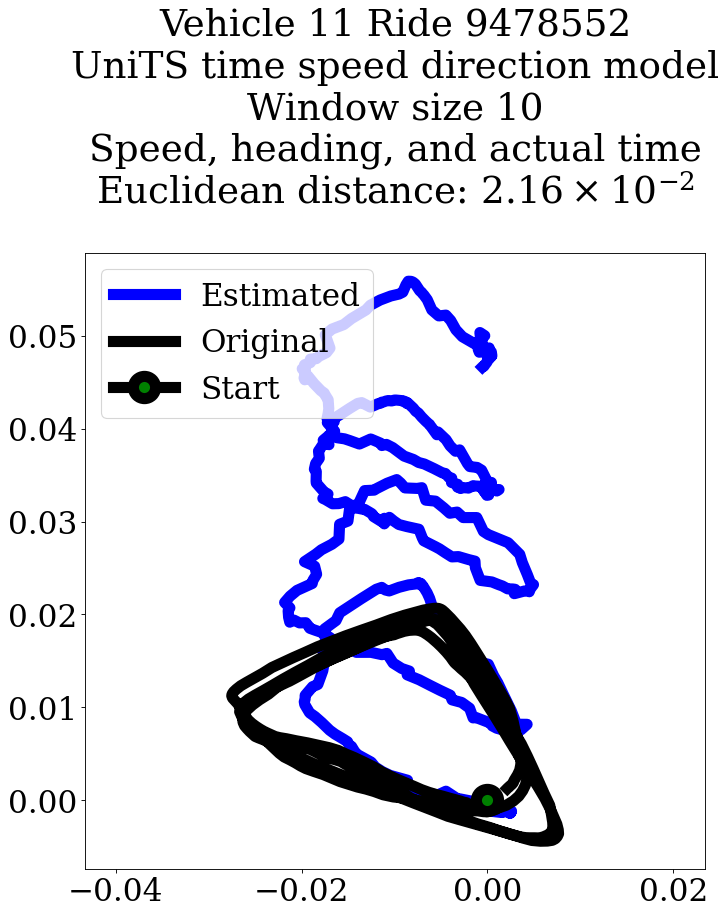 Vehicle 11 Ride 9478552
UniTS time speed direction model
Window size 10
Speed, heading, and actual time
Euclidean distance: 2.16 × 10⁻²
Estimated
Original
Start
0.05
0.04
0.03
0.02
0.01
0.00
−0.04 −0.02 0.00 0.02